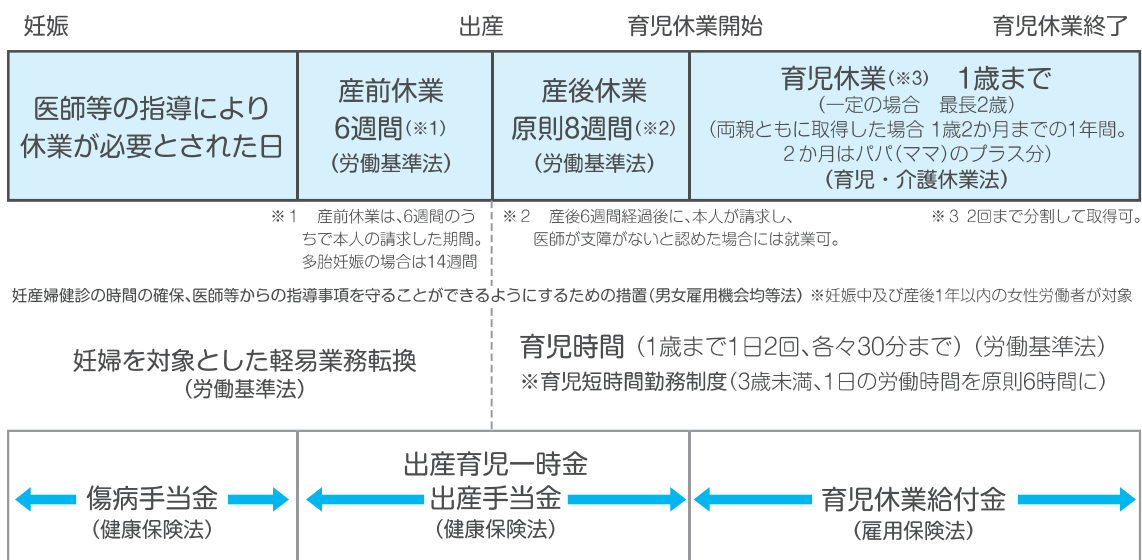 妊娠
出産
育児休業開始
育児休業終了
医師等の指導により
休業が必要とされた日
産前休業
6週間(※1)
(労働基準法)
産後休業
原則8週間(※2)
(労働基準法)
育児休業(※3) 1歳まで
(一定の場合 最長2歳)
(両親ともに取得した場合 1歳2か月までの1年間。
2か月はパパ(ママ)のプラス分)
(育児・介護休業法)
※1 産前休業は、6週間のう
ちで本人の請求した期間。
多胎妊娠の場合は14週間
※2 産後6週間経過後に、本人が請求し、
医師が支障がないと認めた場合には就業可。
※3 2回まで分割して取得可。
妊産婦健診の時間の確保、医師等からの指導事項を守ることができるようにするための措置(男女雇用機会均等法) ※妊娠中及び産後1年以内の女性労働者が対象
妊婦を対象とした軽易業務転換
(労働基準法)
育児時間 (1歳まで1日2回、各々30分まで) (労働基準法)
※育児短時間勤務制度(3歳未満、1日の労働時間を原則6時間に)
傷病手当金
(健康保険法)
出産育児一時金
出産手当金
(健康保険法)
育児休業給付金
(雇用保険法)